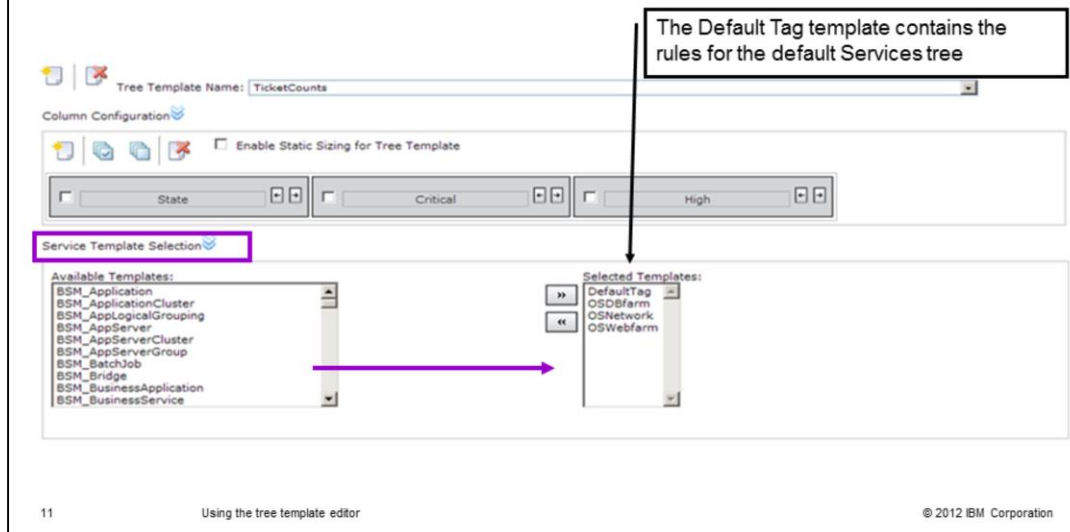 The Default Tag template contains the
rules for the default Services tree
Tree Template Name: TicketCounts
Column Configuration
Enable Static Sizing for Tree Template
State
Critical
High
Service Template Selection
Available Templates:
BSM_Application
BSM_ApplicationCluster
BSM_AppLogicalGrouping
BSM_AppServer
BSM_AppServerCluster
BSM_AppServerGroup
BSM_BatchJob
BSM_Bridge
BSM_BusinessApplication
BSM_BusinessService
Selected Templates:
DefaultTag
OSDBfarm
OSNetwork
OSWebfarm
11 Using the tree template editor © 2012 IBM Corporation